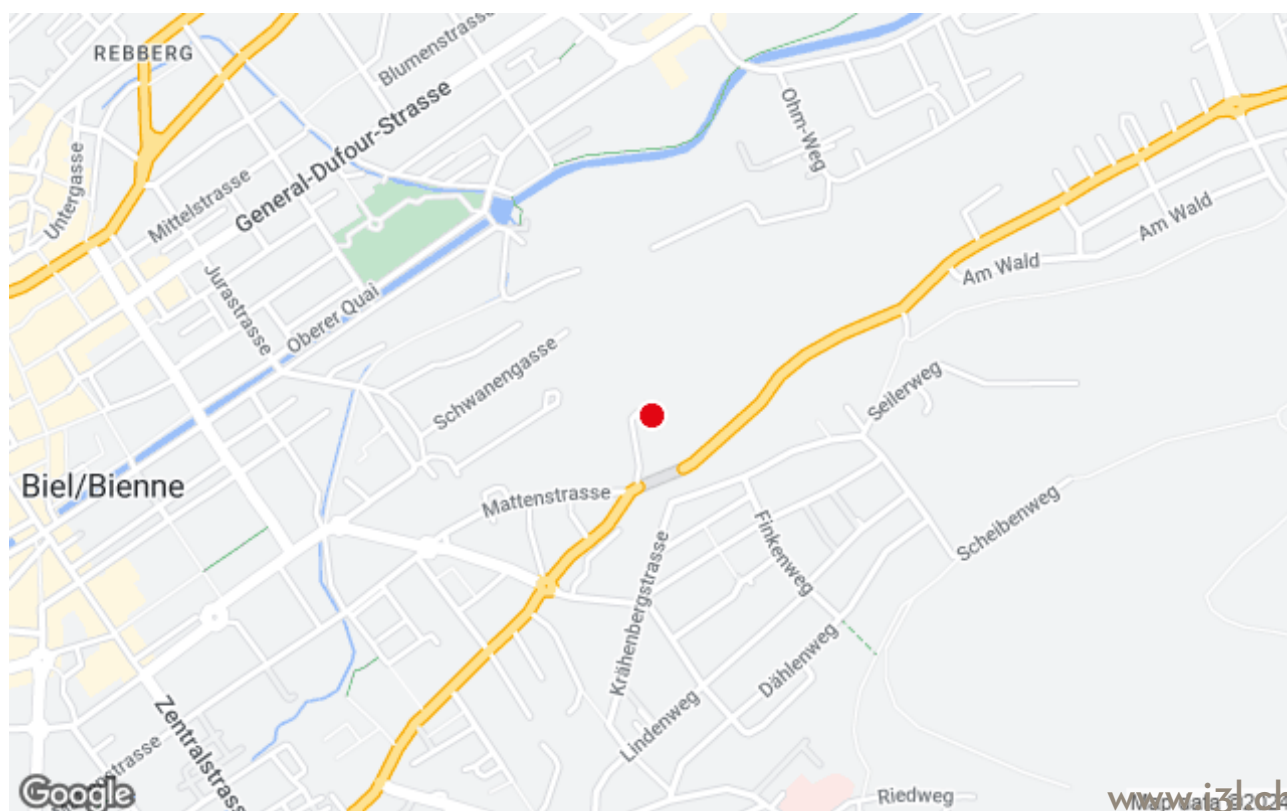 REBBERG
Blumenstrasse
General-Dufour-Strasse
Untergasse
Mittelstrasse
Ohm-Weg
Am Wald
Am Wald
Jurastrasse
Oberer Quai
Schwanengasse
Seilerweg
Biel/Bienne
Mattenstrasse
Finkenweg
Scheibenweg
Krähenbergstrasse
Dählenweg
Lindenweg
Zentralstrasse
Riedweg
Google